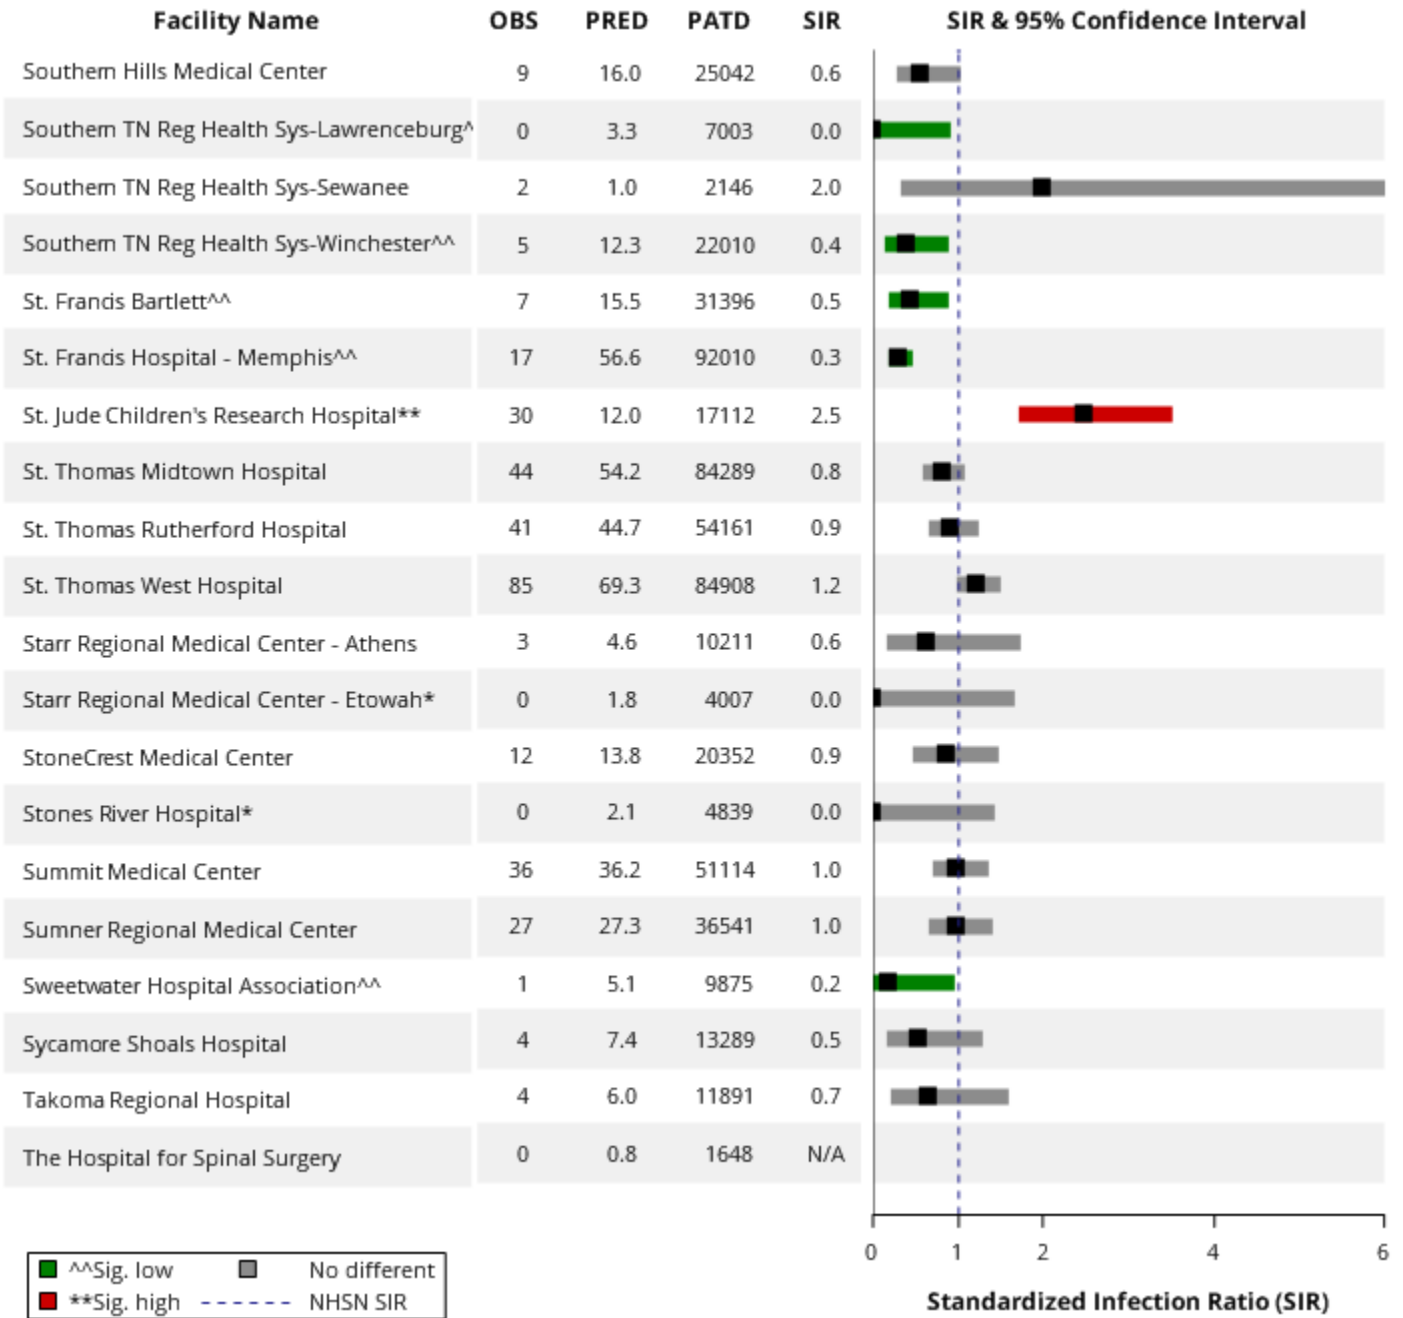 Facility Name OBS PRED PATD SIR SIR & 95% Confidence Interval
Southern Hills Medical Center 9 16.0 25042 0.6
Southern TN Reg Health Sys-Lawrenceburg^ 0 3.3 7003 0.0
Southern TN Reg Health Sys-Sewanee 2 1.0 2146 2.0
Southern TN Reg Health Sys-Winchester^^ 5 12.3 22010 0.4
St. Francis Bartlett^^ 7 15.5 31396 0.5
St. Francis Hospital - Memphis^^ 17 56.6 92010 0.3
St. Jude Children's Research Hospital** 30 12.0 17112 2.5
St. Thomas Midtown Hospital 44 54.2 84289 0.8
St. Thomas Rutherford Hospital 41 44.7 54161 0.9
St. Thomas West Hospital 85 69.3 84908 1.2
Starr Regional Medical Center - Athens 3 4.6 10211 0.6
Starr Regional Medical Center - Etowah* 0 1.8 4007 0.0
StoneCrest Medical Center 12 13.8 20352 0.9
Stones River Hospital* 0 2.1 4839 0.0
Summit Medical Center 36 36.2 51114 1.0
Sumner Regional Medical Center 27 27.3 36541 1.0
Sweetwater Hospital Association^^ 1 5.1 9875 0.2
Sycamore Shoals Hospital 4 7.4 13289 0.5
Takoma Regional Hospital 4 6.0 11891 0.7
The Hospital for Spinal Surgery 0 0.8 1648 N/A
0 1 2 4 6
^^Sig. low No different
**Sig. high NHSN SIR
Standardized Infection Ratio (SIR)